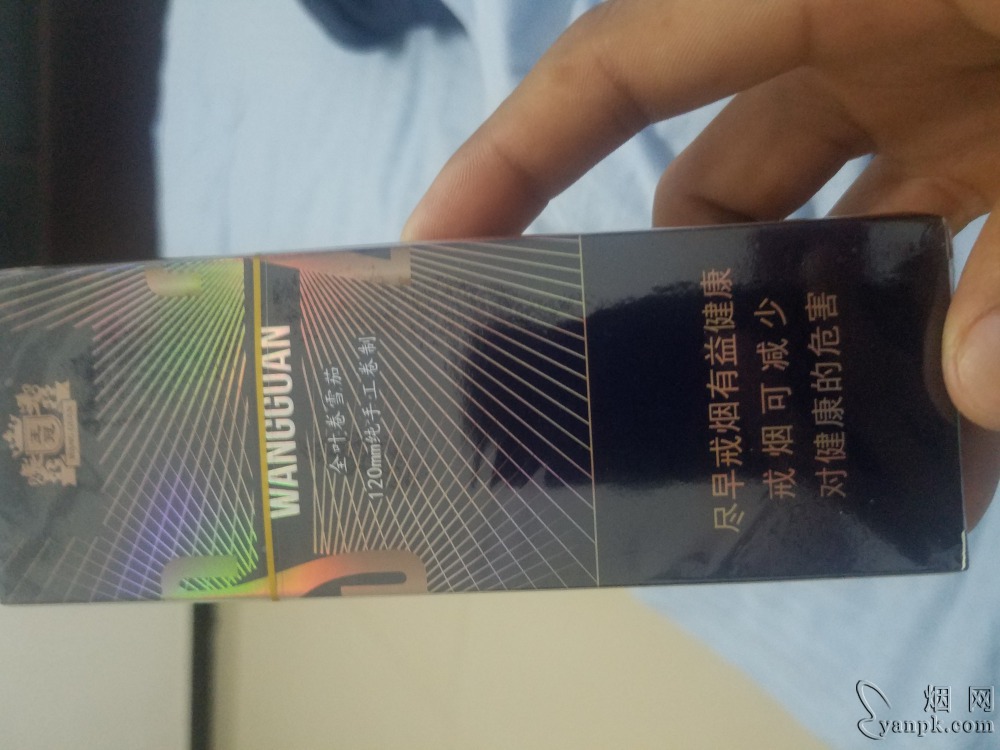 王冠
WANGGUAN
全叶卷雪茄
120mm纯手工卷制
尽早戒烟有益健康
戒烟可减少
对健康的危害
烟网
yanpk.com